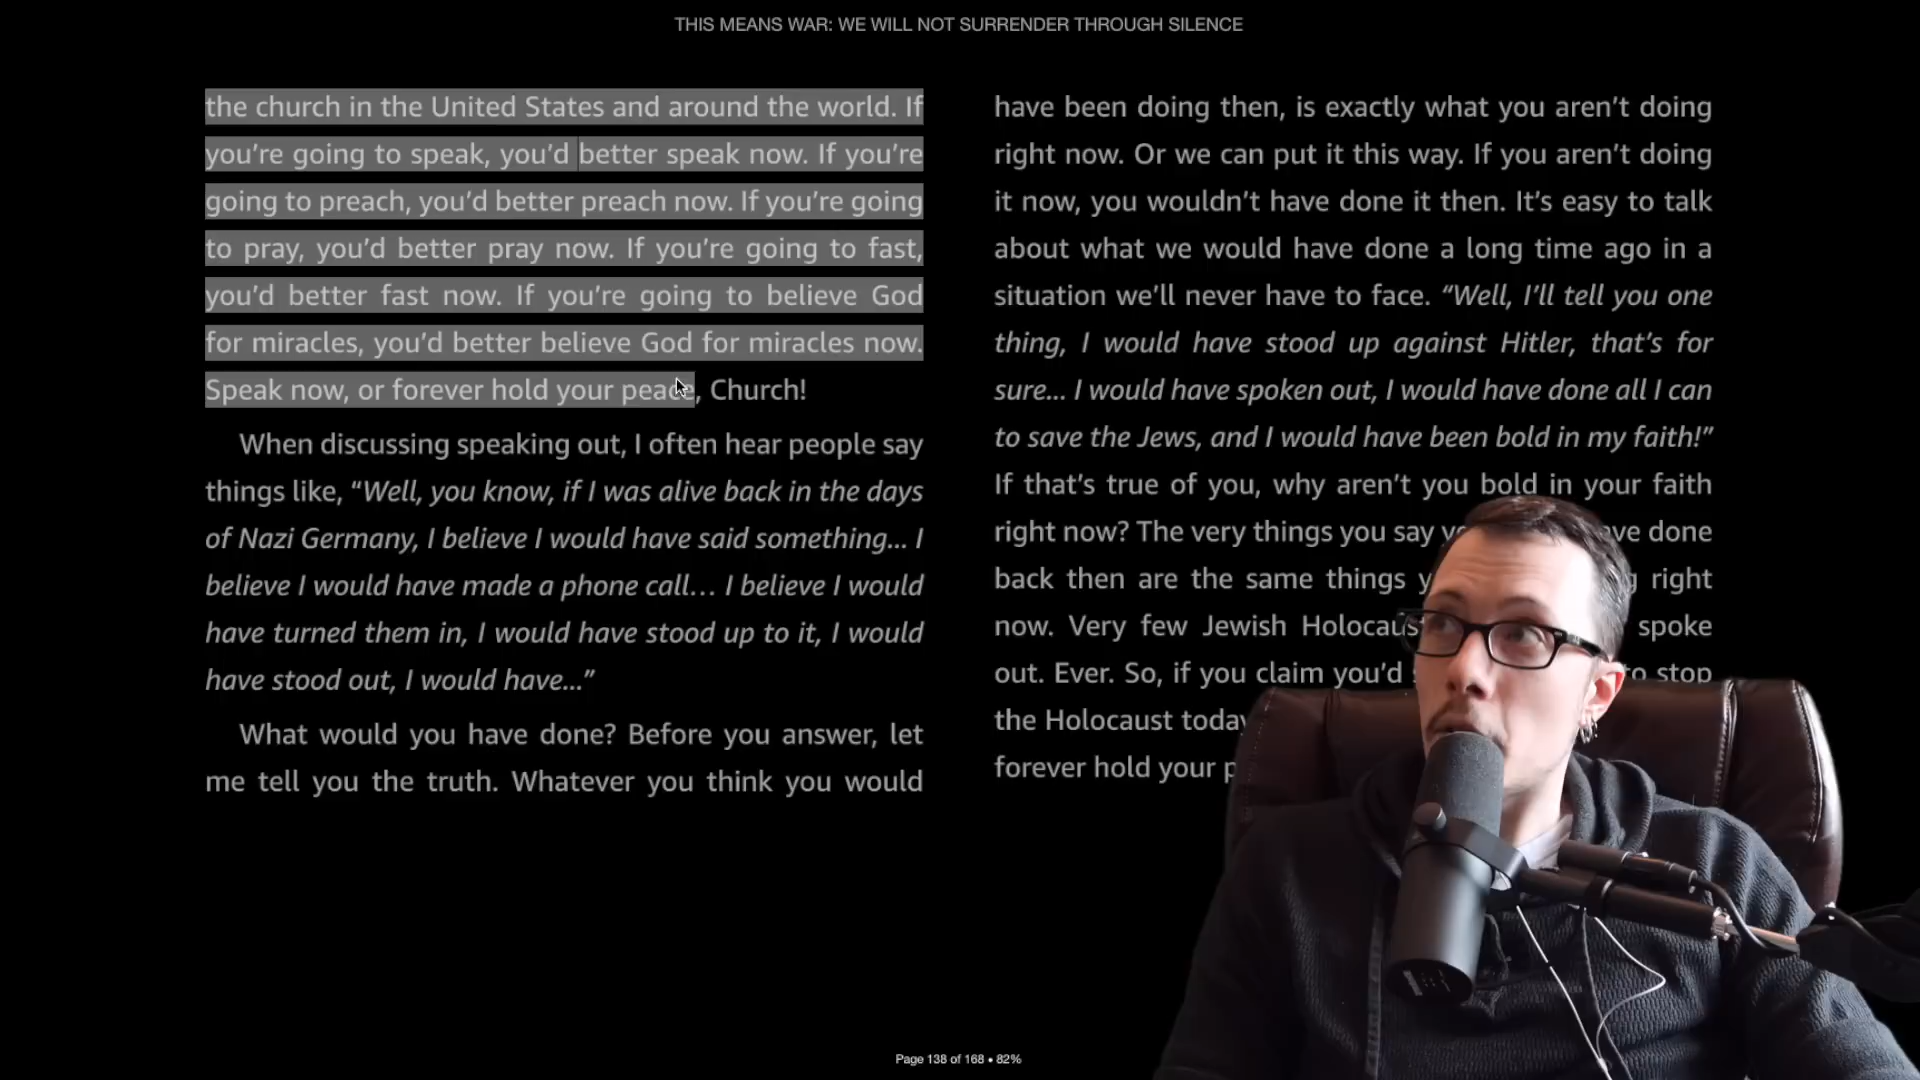 THIS MEANS WAR: WE WILL NOT SURRENDER THROUGH SILENCE
the church in the United States and around the world. If
you’re going to speak, you’d better speak now. If you’re
going to preach, you’d better preach now. If you’re going
to pray, you’d better pray now. If you’re going to fast,
you’d better fast now. If you’re going to believe God
for miracles, you’d better believe God for miracles now.
Speak now, or forever hold your peace, Church!
When discussing speaking out, I often hear people say
things like, “Well, you know, if I was alive back in the days
of Nazi Germany, I believe I would have said something... I
believe I would have made a phone call… I believe I would
have turned them in, I would have stood up to it, I would
have stood out, I would have...”
What would you have done? Before you answer, let
me tell you the truth. Whatever you think you would
have been doing then, is exactly what you aren’t doing
right now. Or we can put it this way. If you aren’t doing
it now, you wouldn’t have done it then. It’s easy to talk
about what we would have done a long time ago in a
situation we’ll never have to face. “Well, I’ll tell you one
thing, I would have stood up against Hitler, that’s for
sure... I would have spoken out, I would have done all I can
to save the Jews, and I would have been bold in my faith!”
If that’s true of you, why aren’t you bold in your faith
right now? The very things you say done
back then are the same things right
now. Very few Jewish spoke
out. Ever. So, if you claim you’d to stop
the Holocaust today
forever hold your
Page 138 of 168 • 82%